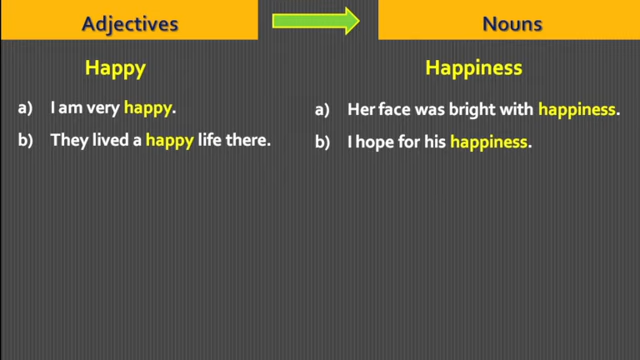 Adjectives
Nouns
Happy
a) I am very happy.
b) They lived a happy life there.
Happiness
a) Her face was bright with happiness.
b) I hope for his happiness.